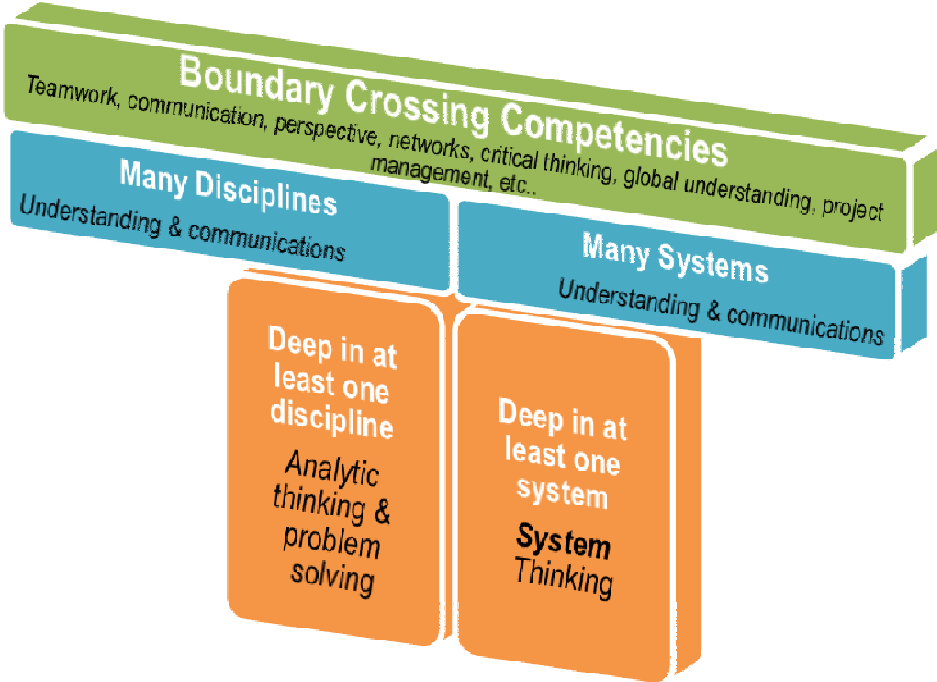 Boundary Crossing Competencies
Teamwork, communication, perspective, networks, critical thinking, global understanding, project
management, etc..
Many Disciplines
Understanding & communications
Many Systems
Understanding & communications
Deep in at
least one
discipline
Analytic
thinking &
problem
solving
Deep in at
least one
system
System
Thinking